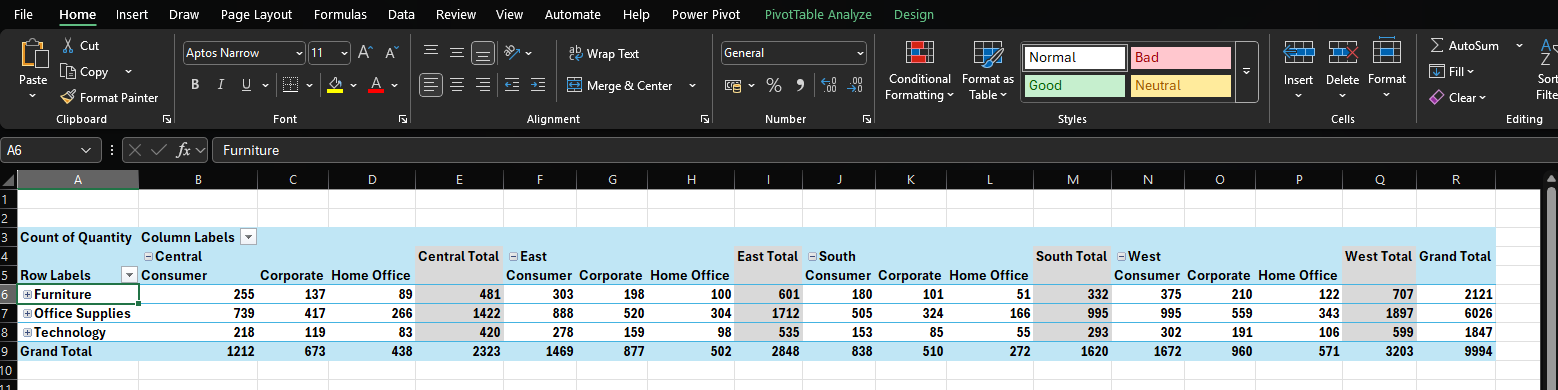 File Home Insert Draw Page Layout Formulas Data Review View Automate Help Power Pivot PivotTable Analyze Design
Paste
Cut
Copy
Format Painter
Clipboard
Aptos Narrow 11
B I U
Font
Wrap Text
Merge & Center
Alignment
General
Number
Conditional Formatting
Format as Table
Normal Bad
Good Neutral
Styles
Insert Delete Format
Cells
AutoSum
Fill
Clear
Sort
Filte
Editing
A6 fx Furniture
A B C D E F G H I J K L M N O P Q R
1
2
3 Count of Quantity Column Labels
4 Central Central Total East East Total South South Total West West Total Grand Total
5 Row Labels Consumer Corporate Home Office Consumer Corporate Home Office Consumer Corporate Home Office Consumer Corporate Home Office
6 Furniture 255 137 89 481 303 198 100 601 180 101 51 332 375 210 122 707 2121
7 Office Supplies 739 417 266 1422 888 520 304 1712 505 324 166 995 995 559 343 1897 6026
8 Technology 218 119 83 420 278 159 98 535 153 85 55 293 302 191 106 599 1847
9 Grand Total 1212 673 438 2323 1469 877 502 2848 838 510 272 1620 1672 960 571 3203 9994
10
11